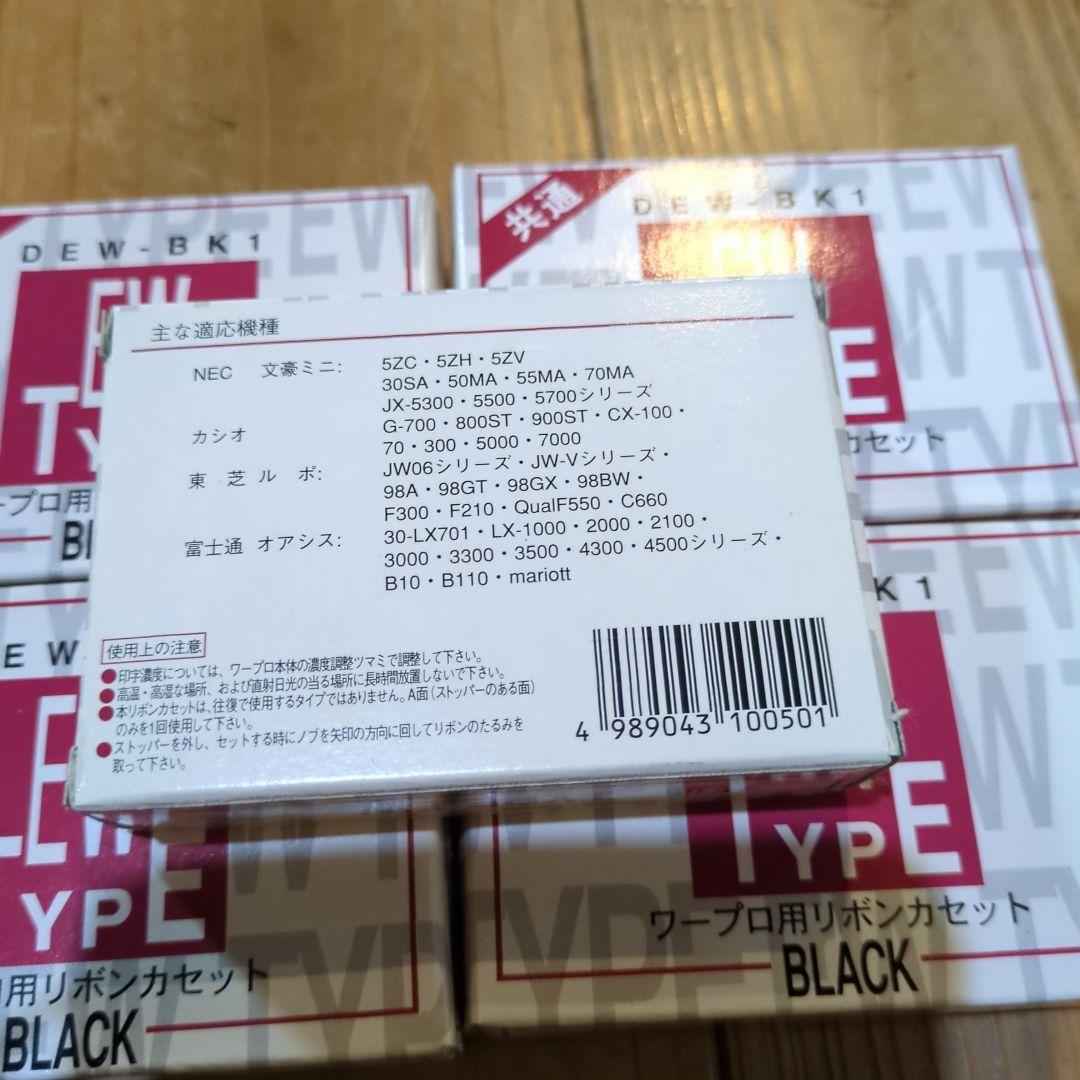 DEW-BK1
EW
TYPE
ープロ用
共通
DEW-BK1
カセット
主な適応機種
NEC 文豪ミニ: 5ZC・5ZH・5ZV
30SA・50MA・55MA・70MA
JX-5300・5500・5700シリーズ
カシオ G-700・800ST・900ST・CX-100・
70・300・5000・7000
東芝 ルポ: JW06シリーズ・JW-Vシリーズ・
98A・98GT・98GX・98BW・
F300・F210・QualF550・C660
富士通 オアシス: 30-LX701・LX-1000・2000・2100・
3000・3300・3500・4300・4500シリーズ・
B10・B110・mariott
使用上の注意
●印字濃度については、ワープロ本体の濃度調整ツマミで調整して下さい。
●高温・高湿な場所、および直射日光の当る場所に長時間放置しないで下さい。
●本リボンカセットは、往復で使用するタイプではありません。A面(ストッパーのある面)
のみを1回使用して下さい。
●ストッパーを外し、セットする時にノブを矢印の方向に回してリボンのたるみを
取って下さい。
4 989043 100501
EW
YPE
用リボンカセット
BLACK
K1
TYPE
ワープロ用リボンカセット
BLACK